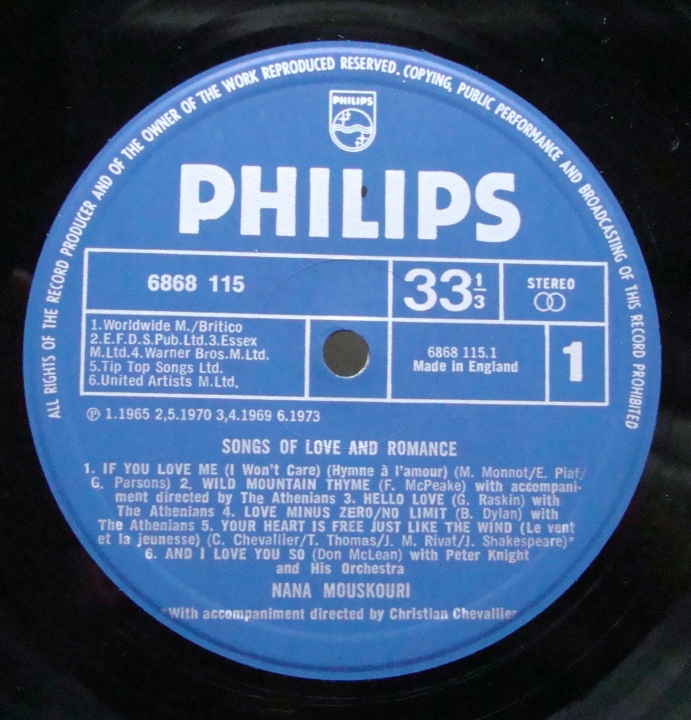 ALL RIGHTS OF THE RECORD PRODUCER AND OF THE OWNER OF THE WORK REPRODUCED RESERVED. COPYING, PUBLIC PERFORMANCE AND BROADCASTING OF THIS RECORD PROHIBITED
PHILIPS
PHILIPS
6868 115
33 1/3
STEREO
1.Worldwide M./Britico
2.E.F.D.S.Pub.Ltd.3.Essex
M.Ltd.4.Warner Bros.M.Ltd.
5.Tip Top Songs Ltd.
6.United Artists M.Ltd.
6868 115.1
Made in England
1
℗ 1.1965 2,5.1970 3,4.1969 6.1973
SONGS OF LOVE AND ROMANCE
1. IF YOU LOVE ME (I Won't Care) (Hymne à l'amour) (M. Monnot/E. Piaf/
G. Parsons) 2. WILD MOUNTAIN THYME (F. McPeake) with accompani-
ment directed by The Athenians 3. HELLO LOVE (G. Raskin) with
The Athenians 4. LOVE MINUS ZERO/NO LIMIT (B. Dylan) with
The Athenians 5. YOUR HEART IS FREE JUST LIKE THE WIND (Le vent
et la jeunesse) (C. Chevallier/T. Thomas/J. M. Rivat/J. Shakespeare)*
6. AND I LOVE YOU SO (Don McLean) with Peter Knight
and His Orchestra
NANA MOUSKOURI
*With accompaniment directed by Christian Chevallier